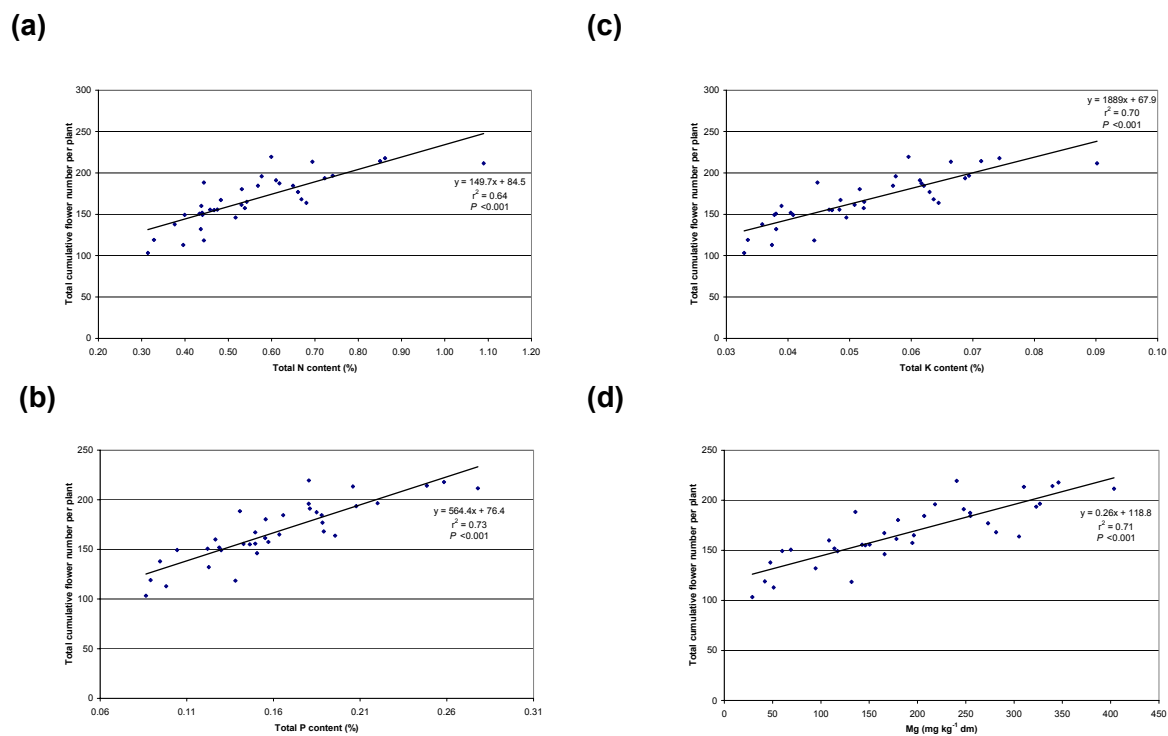 (a)
300
250
200
150
100
50
0
Total cumulative flower number per plant
y = 149.7x + 84.5
r² = 0.64
P <0.001
0.20 0.30 0.40 0.50 0.60 0.70 0.80 0.90 1.00 1.10 1.20
Total N content (%)
(c)
300
250
200
150
100
50
0
Total cumulative flower number per plant
y = 1889x + 67.9
r² = 0.70
P <0.001
0.03 0.04 0.05 0.06 0.07 0.08 0.09 0.10
Total K content (%)
(b)
250
200
150
100
50
0
Total cumulative flower number per plant
y = 564.4x + 76.4
r² = 0.73
P <0.001
0.06 0.11 0.16 0.21 0.26 0.31
Total P content (%)
(d)
250
200
150
100
50
0
Total cumulative flower number per plant
y = 0.26x + 118.8
r² = 0.71
P <0.001
0 50 100 150 200 250 300 350 400 450
Mg (mg kg⁻¹ dm)